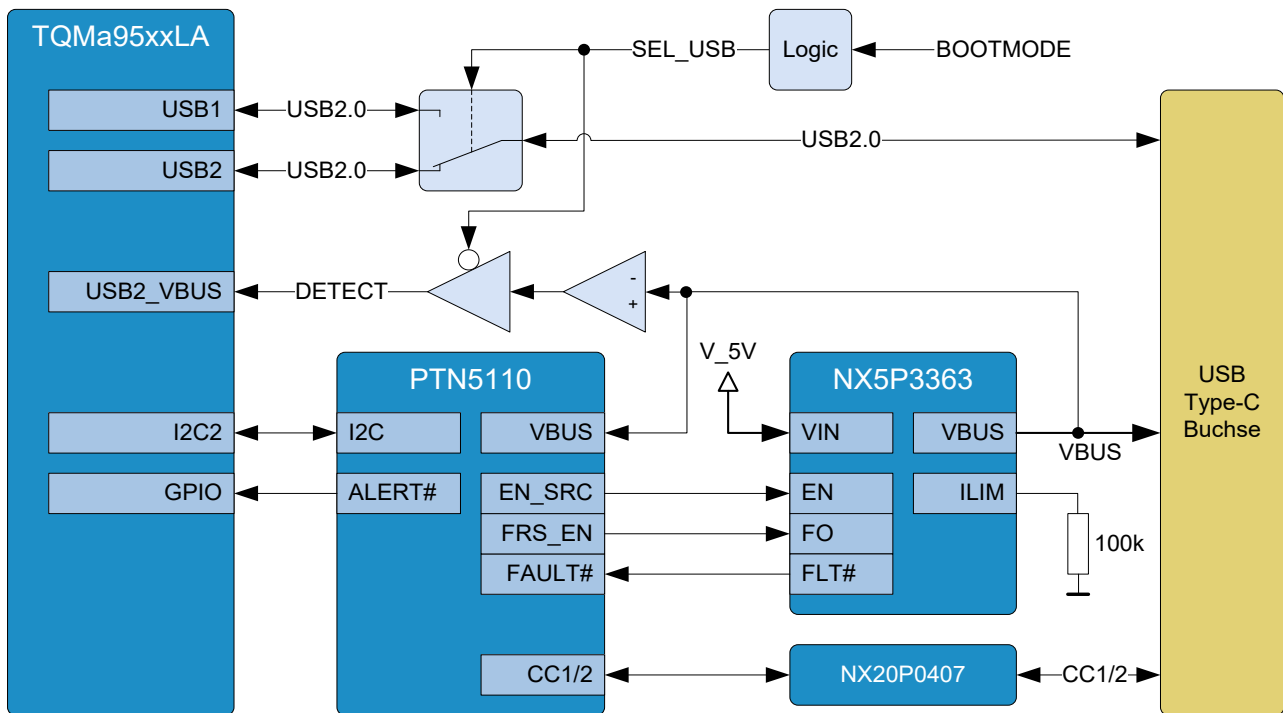 TQMa95xxLA
SEL_USB
Logic
BOOTMODE
USB1
USB2.0
USB2
USB2.0
USB2.0
USB2_VBUS
DETECT
-
+
V_5V
PTN5110
NX5P3363
USB
Type-C
Buchse
I2C2
I2C
VBUS
VIN
VBUS
VBUS
GPIO
ALERT#
EN_SRC
EN
ILIM
FRS_EN
FO
100k
FAULT#
FLT#
CC1/2
NX20P0407
CC1/2